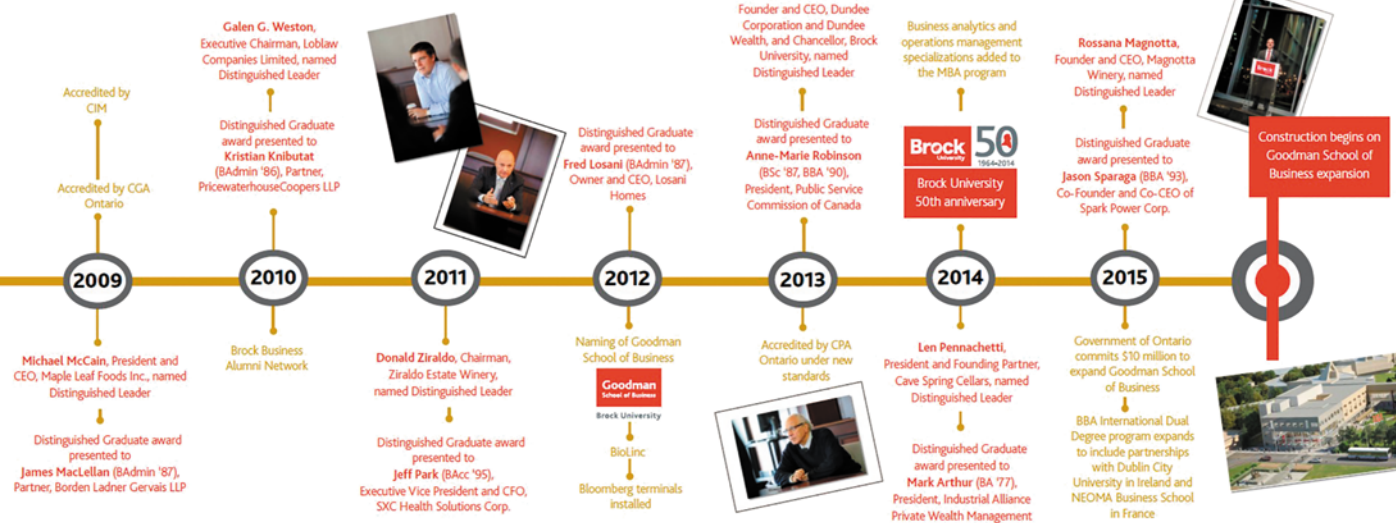 Accredited by
CIM
Accredited by CGA
Ontario
2009
Michael McCain, President and
CEO, Maple Leaf Foods Inc., named
Distinguished Leader
Distinguished Graduate award
presented to
James MacLellan (BAdmin '87),
Partner, Borden Ladner Gervais LLP
Galen G. Weston,
Executive Chairman, Loblaw
Companies Limited, named
Distinguished Leader
Distinguished Graduate
award presented to
Kristian Knibutat
(BAdmin '86), Partner,
PricewaterhouseCoopers LLP
2010
Brock Business
Alumni Network
2011
Donald Ziraldo, Chairman,
Ziraldo Estate Winery,
named Distinguished Leader
Distinguished Graduate award
presented to
Jeff Park (BAcc '95),
Executive Vice President and CFO,
SXC Health Solutions Corp.
Distinguished Graduate
award presented to
Fred Losani (BAdmin '87),
Owner and CEO, Losani
Homes
2012
Naming of Goodman
School of Business
Goodman
School of Business
Brock University
BioLinc
Bloomberg terminals
installed
Founder and CEO, Dundee
Corporation and Dundee
Wealth, and Chancellor, Brock
University, named
Distinguished Leader
Distinguished Graduate
award presented to
Anne-Marie Robinson
(BSc '87, BBA '90),
President, Public Service
Commission of Canada
2013
Accredited by CPA
Ontario under new
standards
Business analytics and
operations management
specializations added to
the MBA program
Brock
University
50
1964-2014
Brock University
50th anniversary
2014
Len Pennachetti,
President and Founding Partner,
Cave Spring Cellars, named
Distinguished Leader
Distinguished Graduate
award presented to
Mark Arthur (BA '77),
President, Industrial Alliance
Private Wealth Management
Rossana Magnotta,
Founder and CEO, Magnotta
Winery, named
Distinguished Leader
Distinguished Graduate
award presented to
Jason Sparaga (BBA '93),
Co-Founder and Co-CEO of
Spark Power Corp.
2015
Government of Ontario
commits $10 million to
expand Goodman School
of Business
BBA International Dual
Degree program expands
to include partnerships
with Dublin City
University in Ireland and
NEOMA Business School
in France
Brock
Construction begins on
Goodman School of
Business expansion